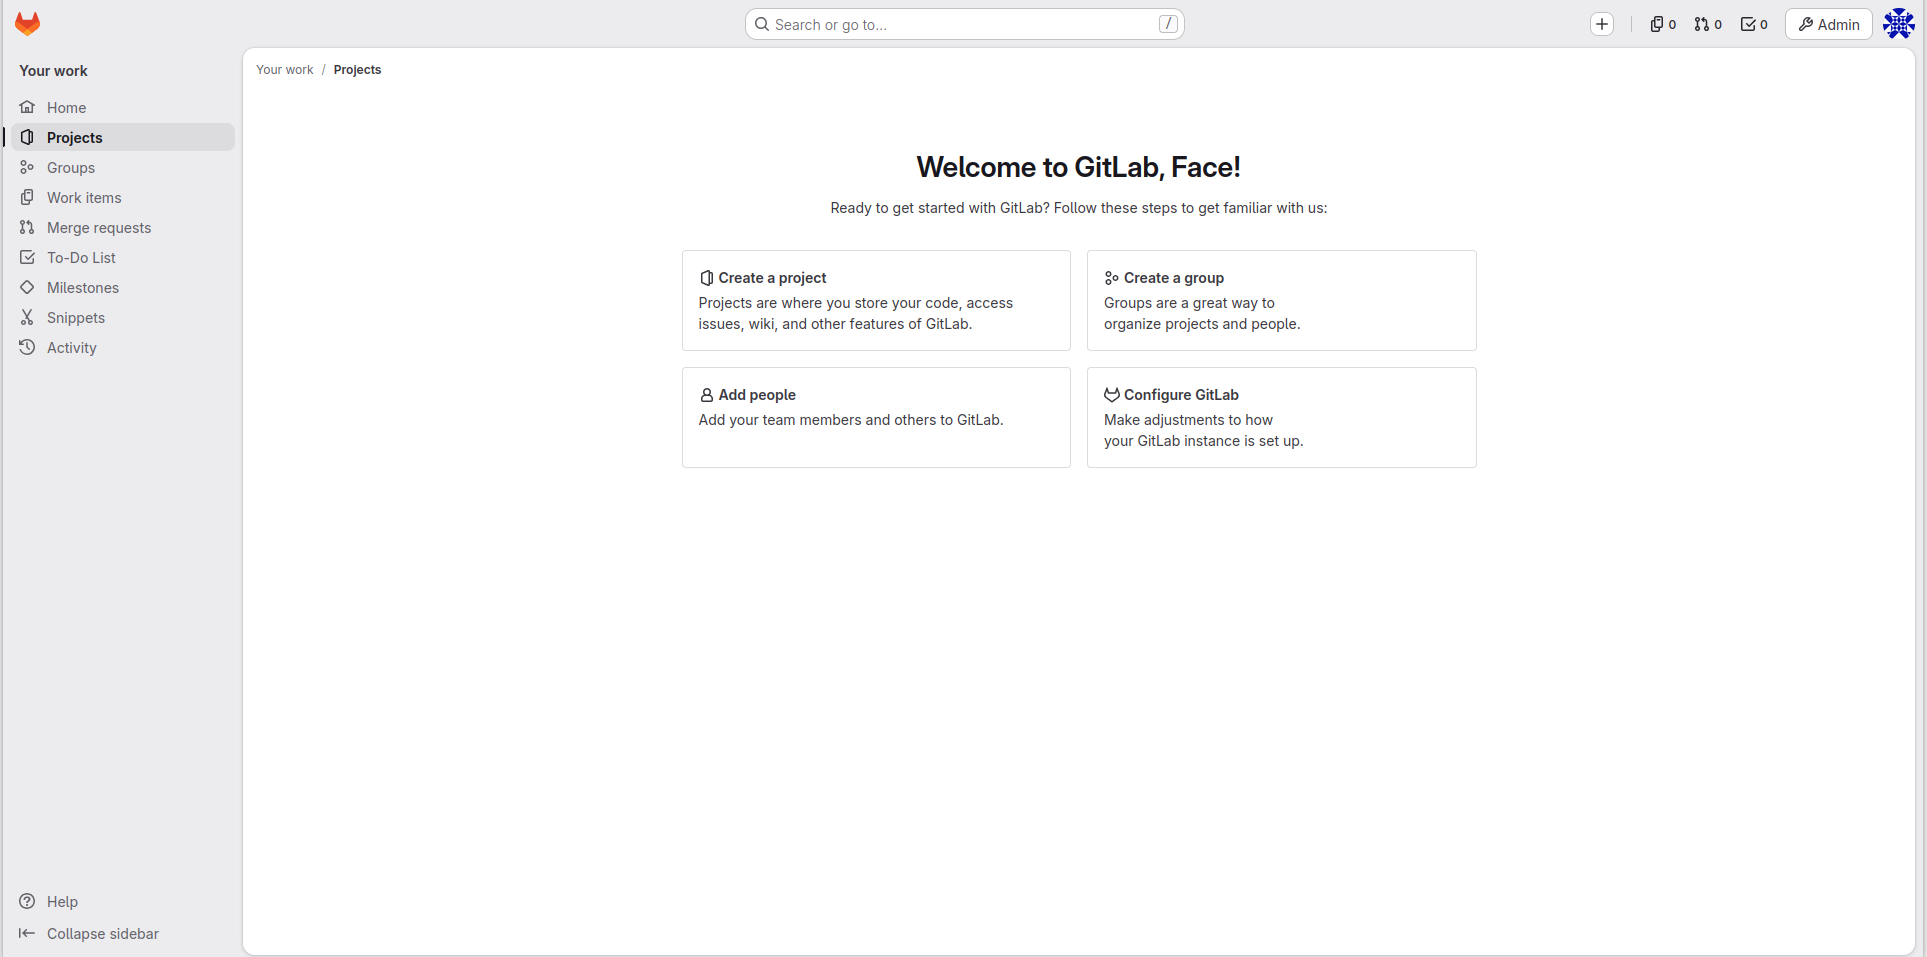 Search or go to...
/
0
0
0
Admin
Your work
Home
Projects
Groups
Work items
Merge requests
To-Do List
Milestones
Snippets
Activity
Help
Collapse sidebar
Your work / Projects
Welcome to GitLab, Face!
Ready to get started with GitLab? Follow these steps to get familiar with us:
Create a project
Projects are where you store your code, access
issues, wiki, and other features of GitLab.
Create a group
Groups are a great way to
organize projects and people.
Add people
Add your team members and others to GitLab.
Configure GitLab
Make adjustments to how
your GitLab instance is set up.